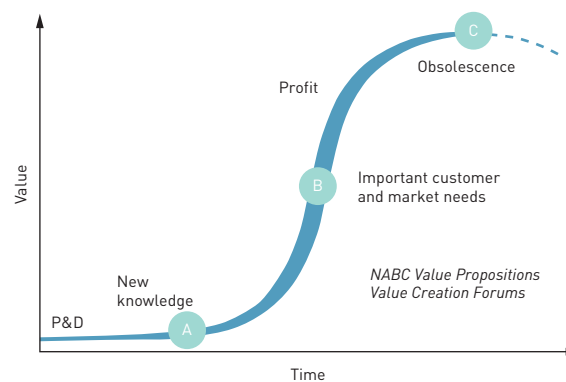 C
Obsolescence
Profit
Value
B
Important customer
and market needs
NABC Value Propositions
Value Creation Forums
New
knowledge
P&D
A
Time